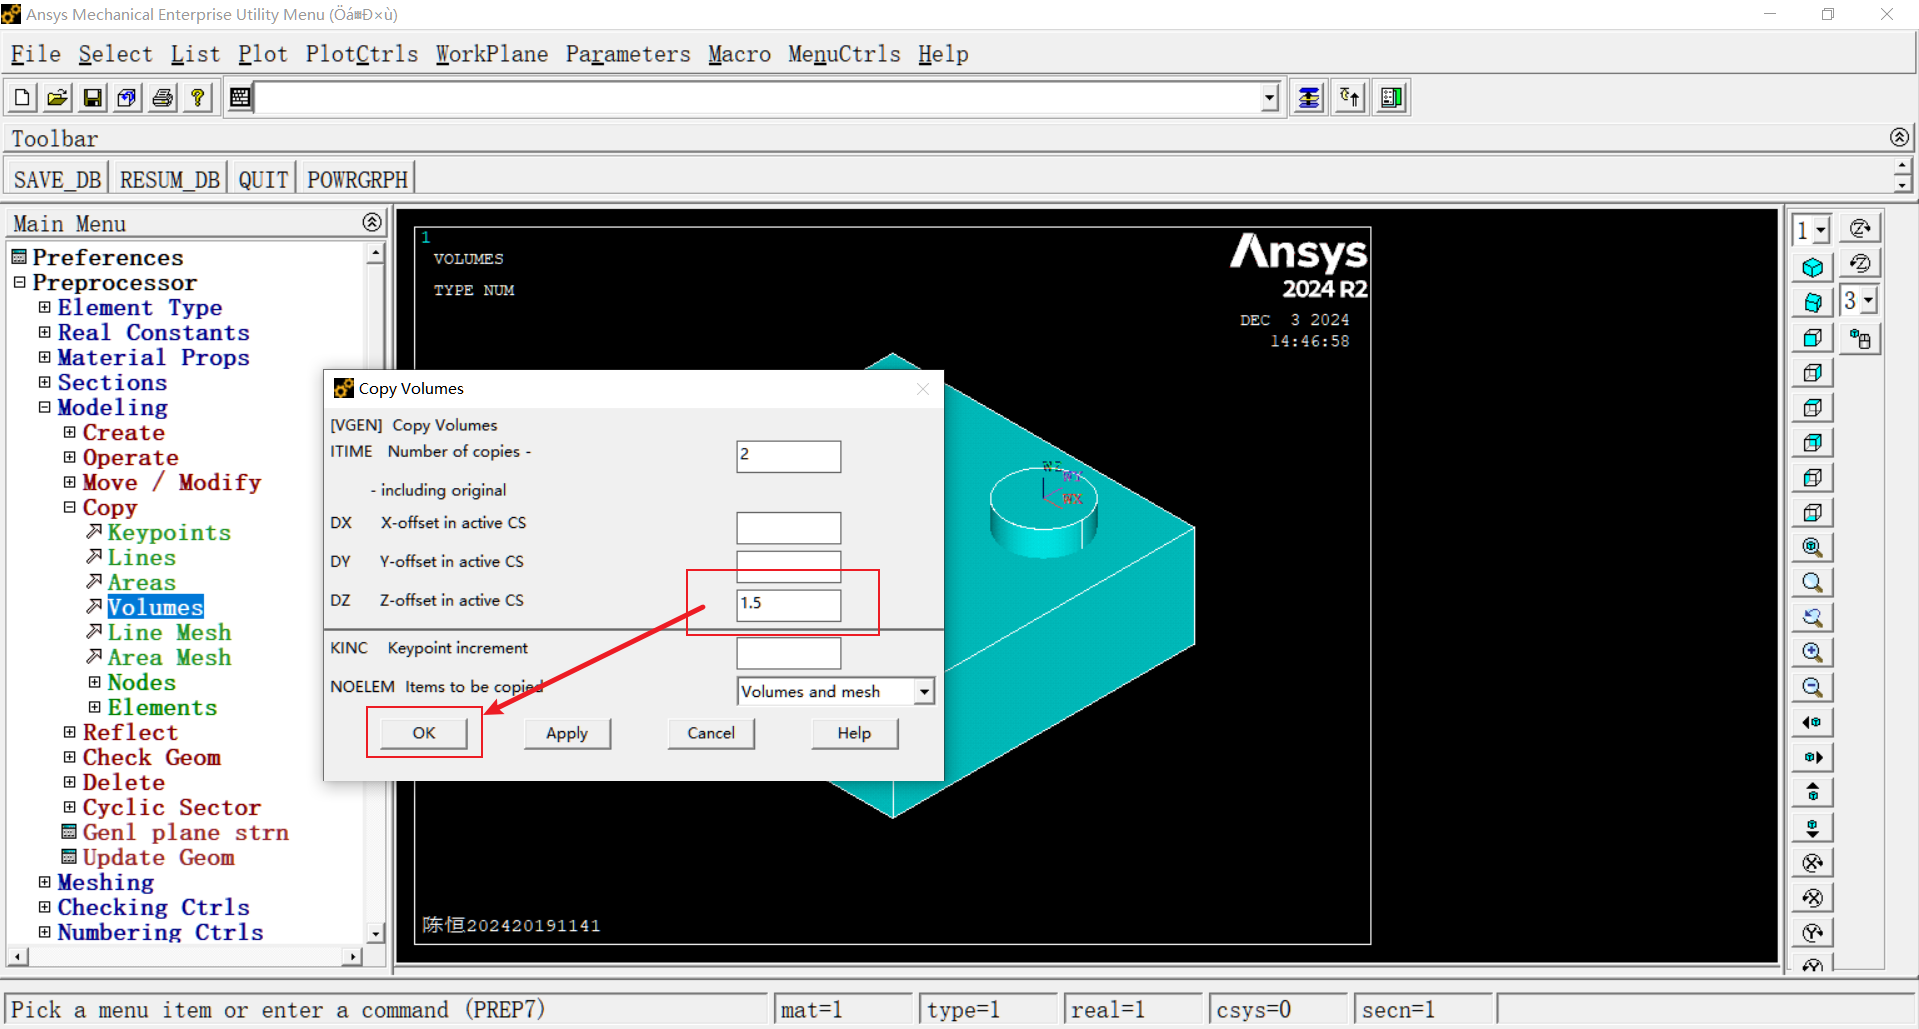 Ansys Mechanical Enterprise Utility Menu (Öá³Ð×ù)
File Select List Plot PlotCtrls WorkPlane Parameters Macro MenuCtrls Help
Toolbar
SAVE_DB RESUM_DB QUIT POWRGRPH
Main Menu
Preferences
Preprocessor
Element Type
Real Constants
Material Props
Sections
Modeling
Create
Operate
Move / Modify
Copy
Keypoints
Lines
Areas
Volumes
Line Mesh
Area Mesh
Nodes
Elements
Reflect
Check Geom
Delete
Cyclic Sector
Genl plane strn
Update Geom
Meshing
Checking Ctrls
Numbering Ctrls
1
VOLUMES
TYPE NUM
Ansys
2024 R2
DEC 3 2024
14:46:58
WZ
WY
WX
Copy Volumes
[VGEN] Copy Volumes
ITIME Number of copies - 2
- including original
DX X-offset in active CS
DY Y-offset in active CS
DZ Z-offset in active CS 1.5
KINC Keypoint increment
NOELEM Items to be copied Volumes and mesh
OK Apply Cancel Help
陈恒202420191141
1
3
Pick a menu item or enter a command (PREP7) mat=1 type=1 real=1 csys=0 secn=1